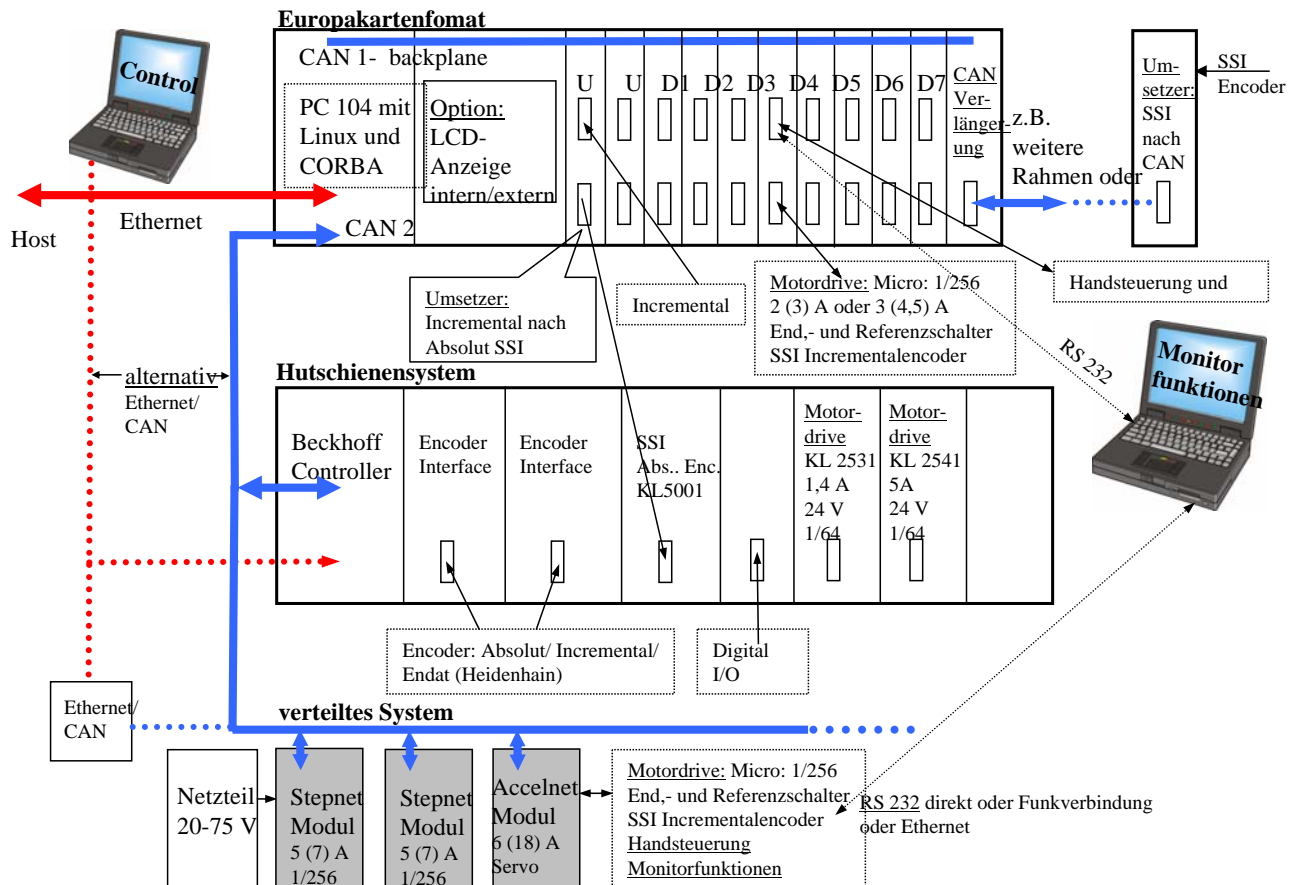 Europakartenfomat
CAN 1- backplane
Control
PC 104 mit
Linux und
CORBA
Option:
LCD-
Anzeige
intern/extern
U U D1 D2 D3 D4 D5 D6 D7
CAN
Ver-
länger-
ung
z.B.
weitere
Rahmen oder
Um-
setzer:
SSI
nach
CAN
SSI
Encoder
Ethernet
Host
CAN 2
Umsetzer:
Incremental nach
Absolut SSI
Incremental
Motordrive: Micro: 1/256
2 (3) A oder 3 (4,5) A
End,- und Referenzschalter
SSI Incrementalencoder
Handsteuerung und
RS 232
Monitor
funktionen
alternativ
Ethernet/
CAN
Hutschienensystem
Beckhoff
Controller
Encoder
Interface
Encoder
Interface
SSI
Abs.. Enc.
KL5001
Motor-
drive
KL 2531
1,4 A
24 V
1/64
Motor-
drive
KL 2541
5A
24 V
1/64
Encoder: Absolut/ Incremental/
Endat (Heidenhain)
Digital
I/O
Ethernet/
CAN
verteiltes System
Netzteil
20-75 V
Stepnet
Modul
5 (7) A
1/256
Stepnet
Modul
5 (7) A
1/256
Accelnet
Modul
6 (18) A
Servo
Motordrive: Micro: 1/256
End,- und Referenzschalter
SSI Incrementalencoder
Handsteuerung
Monitorfunktionen
RS 232 direkt oder Funkverbindung
oder Ethernet